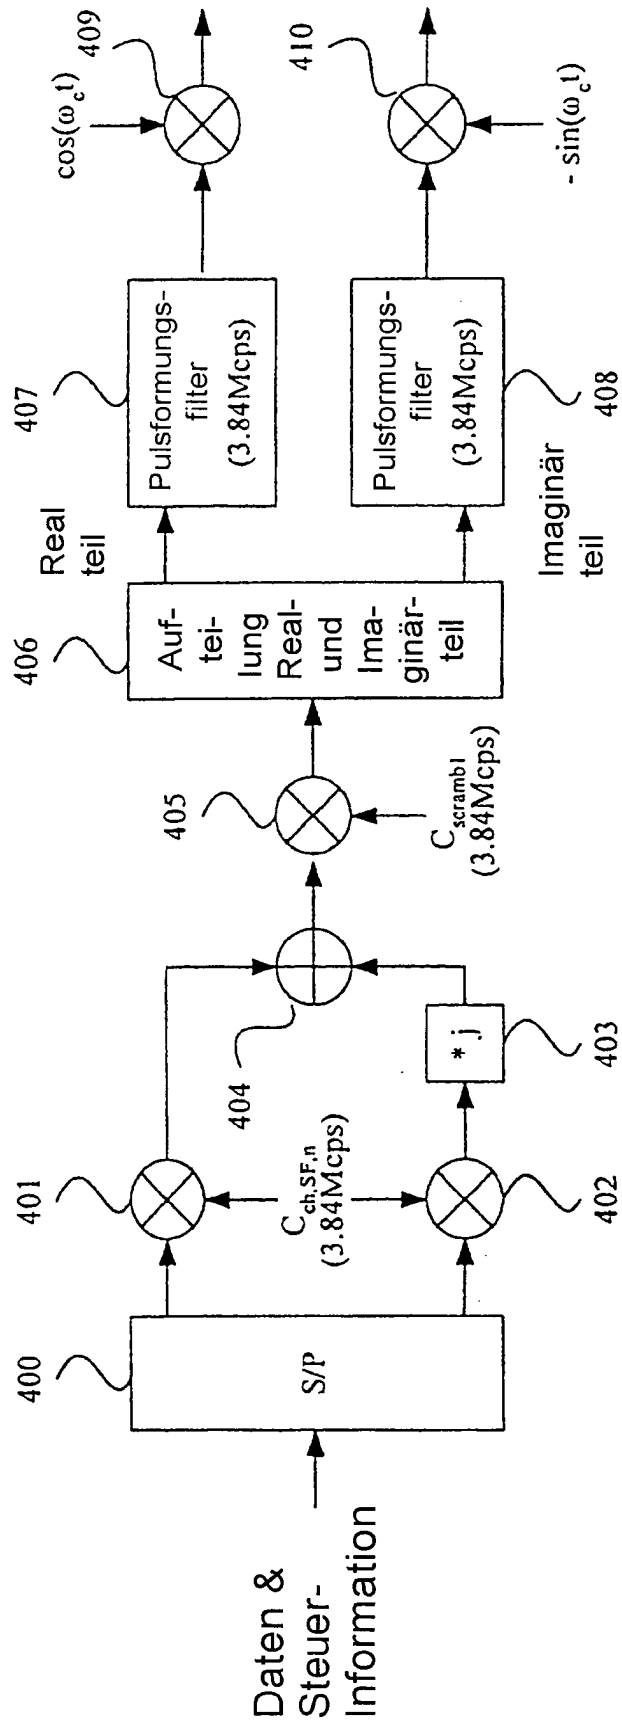 Daten &
Steuer-
Information
400
S/P
401
C_ch,SF,n
(3.84Mcps)
402
* j
403
404
405
C_scrambl
(3.84Mcps)
406
Auf-
tei-
lung
Real-
und
Ima-
ginär-
teil
Real
teil
Imaginär
teil
407
Pulsformungs-
filter
(3.84Mcps)
Pulsformungs-
filter
(3.84Mcps)
408
cos(ω_c t)
409
410
- sin(ω_c t)